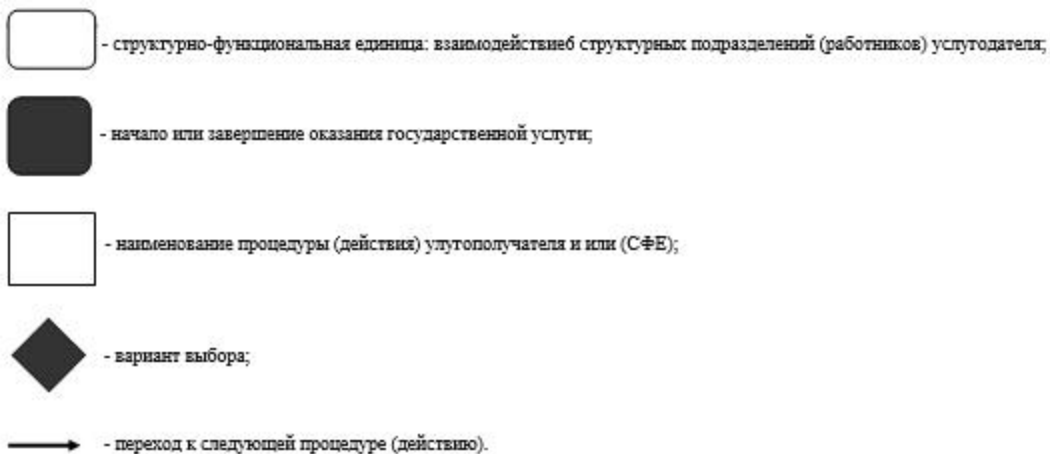 - структурно-функциональная единица: взаимодействие6 структурных подразделений (работников) услугодателя;
- начало или завершение оказания государственной услуги;
- наименование процедуры (действия) улугополучателя и или (СФЕ);
- вариант выбора;
- переход к следующей процедуре (действию).